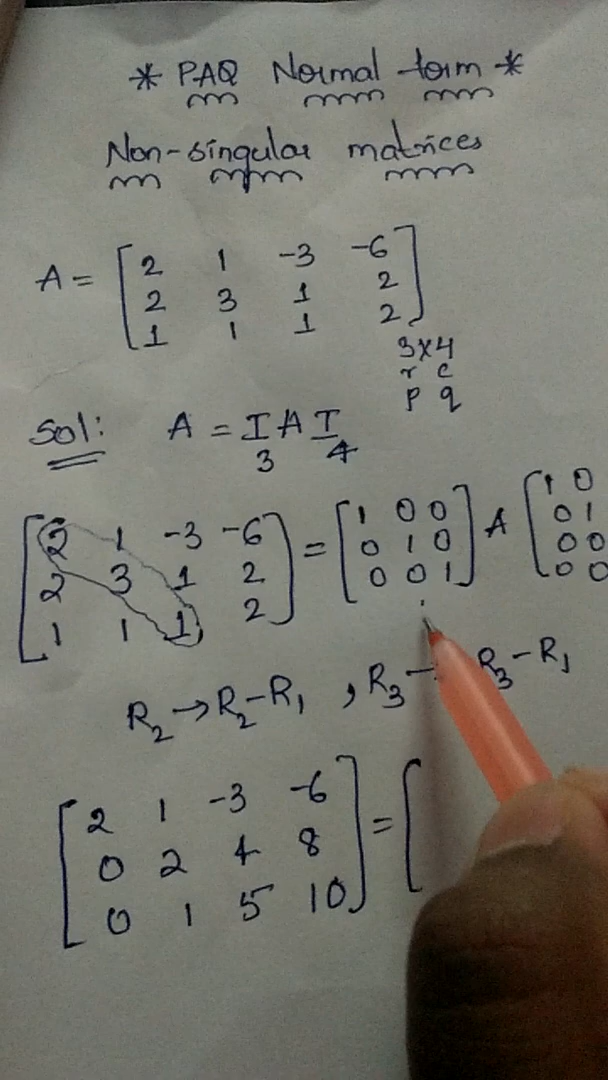 * PAQ Normal form *
Non-singular matrices
A = [2 1 -3 -6
2 3 1 2
1 1 1 2]
3x4
r c
p q
Sol: A = I₃ A I₄
[2 1 -3 -6] = [1 0 0] A [1 0
2 3 1 2 0 1 0 0 1
1 1 1 2 0 0 1 0 0
0 0
R₂ → R₂ - R₁ , R₃ → R₃ - R₁
[2 1 -3 -6] = [
0 2 4 8
0 1 5 10